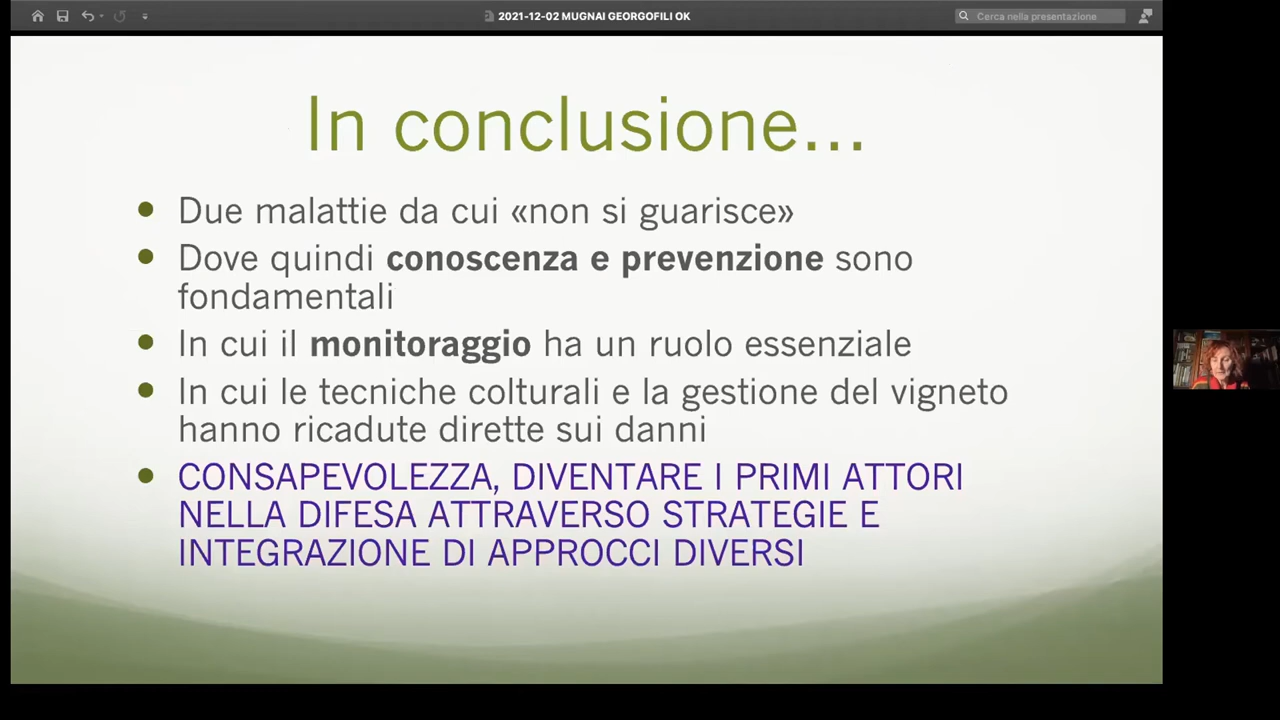 2021-12-02 MUGNAI GEORGOFILI OK
Cerca nella presentazione
In conclusione...
• Due malattie da cui «non si guarisce»
• Dove quindi conoscenza e prevenzione sono
fondamentali
• In cui il monitoraggio ha un ruolo essenziale
• In cui le tecniche colturali e la gestione del vigneto
hanno ricadute dirette sui danni
• CONSAPEVOLEZZA, DIVENTARE I PRIMI ATTORI
NELLA DIFESA ATTRAVERSO STRATEGIE E
INTEGRAZIONE DI APPROCCI DIVERSI